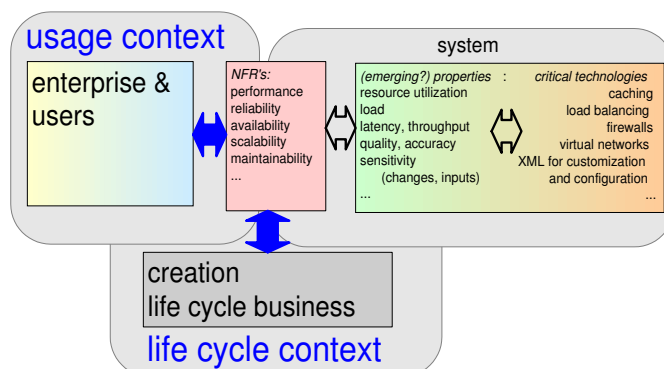 usage context
system
enterprise &
users
NFR's:
performance
reliability
availability
scalability
maintainability
...
(emerging?) properties : critical technologies
resource utilization
load
latency, throughput
quality, accuracy
sensitivity
(changes, inputs)
...
caching
load balancing
firewalls
virtual networks
XML for customization
and configuration
...
creation
life cycle business
life cycle context